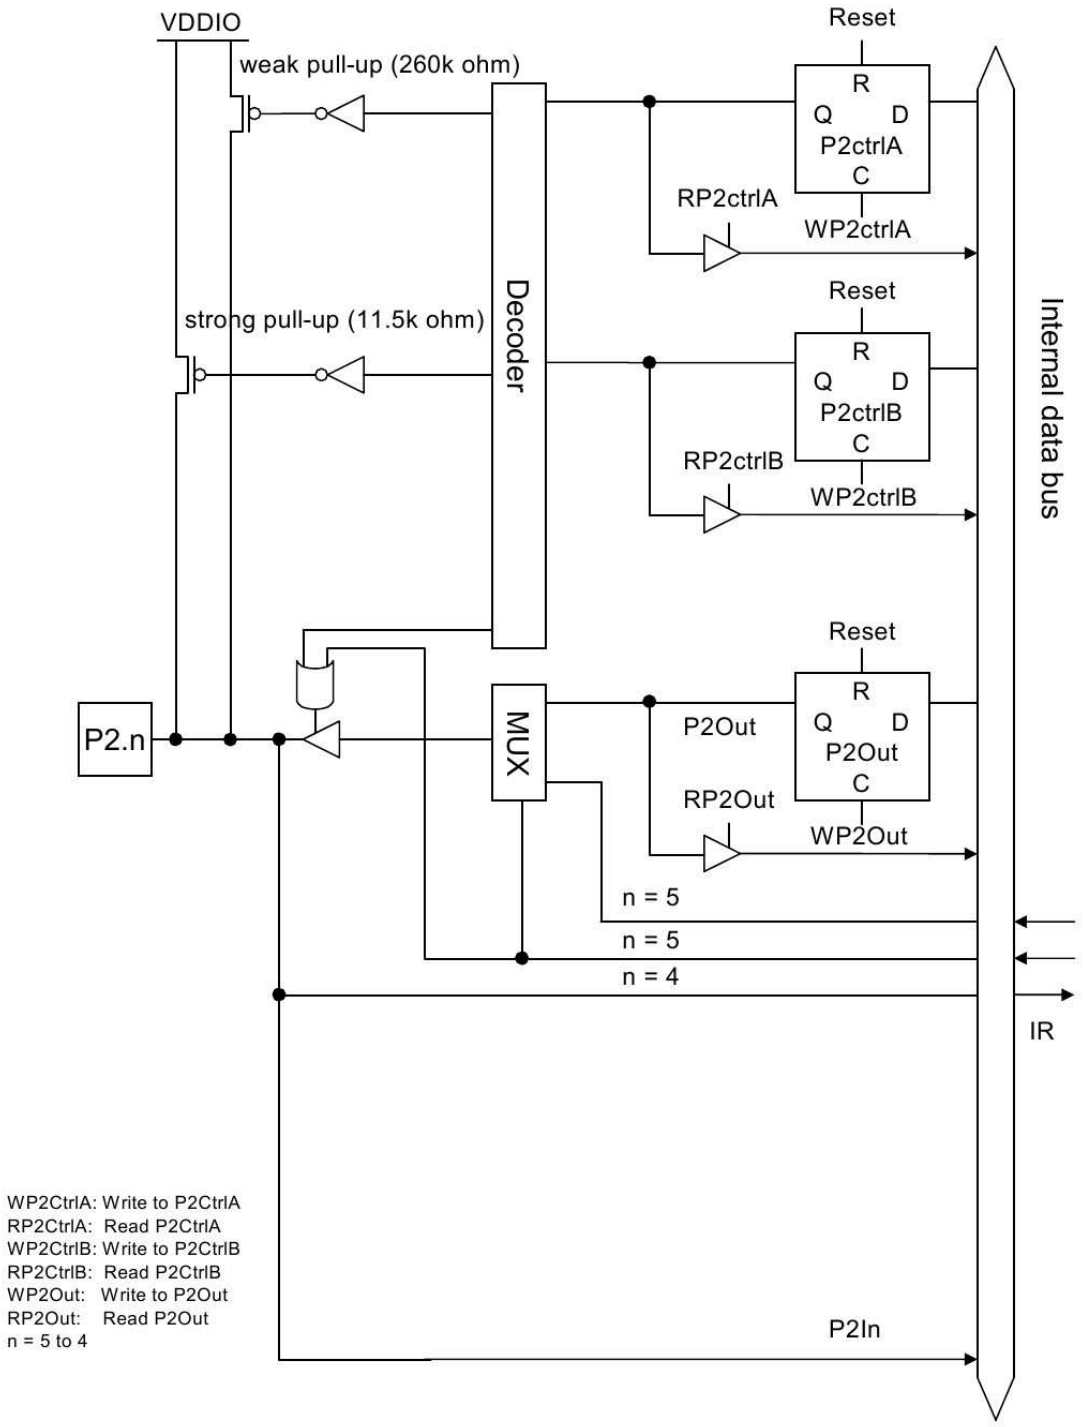 VDDIO
weak pull-up (260k ohm)
Reset
R
Q D
P2ctrlA
C
RP2ctrlA
WP2ctrlA
Reset
strong pull-up (11.5k ohm)
Decoder
R
Q D
P2ctrlB
C
RP2ctrlB
WP2ctrlB
Internal data bus
Reset
R
P2.n
MUX
P2Out
Q D
P2Out
C
RP2Out
WP2Out
n = 5
n = 5
n = 4
IR
WP2CtrlA: Write to P2CtrlA
RP2CtrlA: Read P2CtrlA
WP2CtrlB: Write to P2CtrlB
RP2CtrlB: Read P2CtrlB
WP2Out: Write to P2Out
RP2Out: Read P2Out
n = 5 to 4
P2In